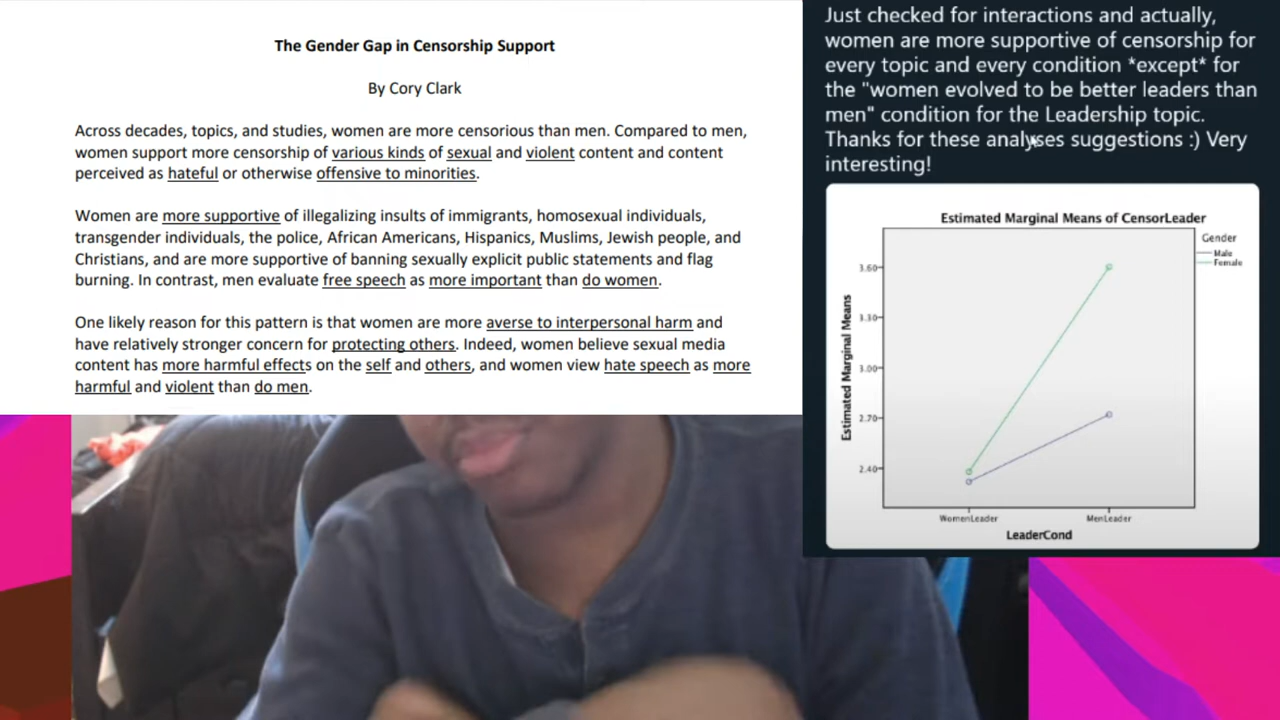 The Gender Gap in Censorship Support
By Cory Clark
Across decades, topics, and studies, women are more censorious than men. Compared to men,
women support more censorship of various kinds of sexual and violent content and content
perceived as hateful or otherwise offensive to minorities.
Women are more supportive of illegalizing insults of immigrants, homosexual individuals,
transgender individuals, the police, African Americans, Hispanics, Muslims, Jewish people, and
Christians, and are more supportive of banning sexually explicit public statements and flag
burning. In contrast, men evaluate free speech as more important than do women.
One likely reason for this pattern is that women are more averse to interpersonal harm and
have relatively stronger concern for protecting others. Indeed, women believe sexual media
content has more harmful effects on the self and others, and women view hate speech as more
harmful and violent than do men.
Just checked for interactions and actually,
women are more supportive of censorship for
every topic and every condition *except* for
the "women evolved to be better leaders than
men" condition for the Leadership topic.
Thanks for these analyses suggestions :) Very
interesting!
Estimated Marginal Means of CensorLeader
Gender
Male
Female
Estimated Marginal Means
3.60
3.30
3.00
2.70
2.40
WomenLeader
MenLeader
LeaderCond